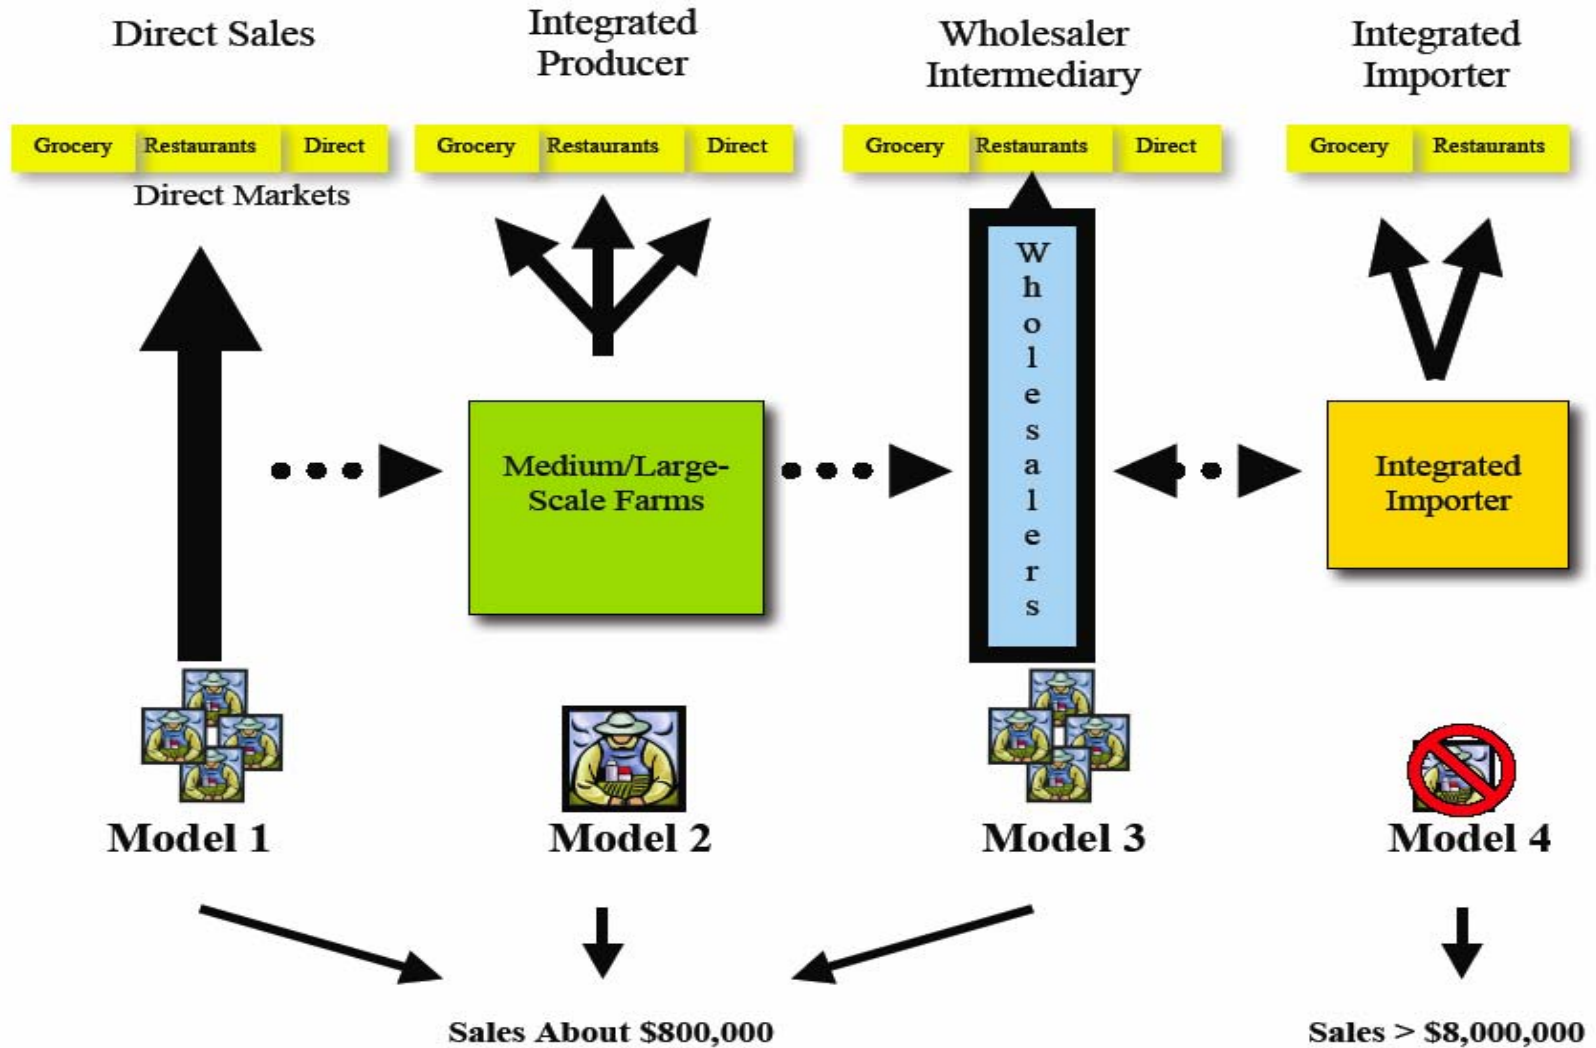 Direct Sales
Integrated
Producer
Wholesaler
Intermediary
Integrated
Importer
Grocery Restaurants Direct
Grocery Restaurants Direct
Grocery Restaurants Direct
Grocery Restaurants
Direct Markets
Medium/Large-
Scale Farms
W
h
o
l
e
s
a
l
e
r
s
Integrated
Importer
Model 1
Model 2
Model 3
Model 4
Sales About $800,000
Sales > $8,000,000